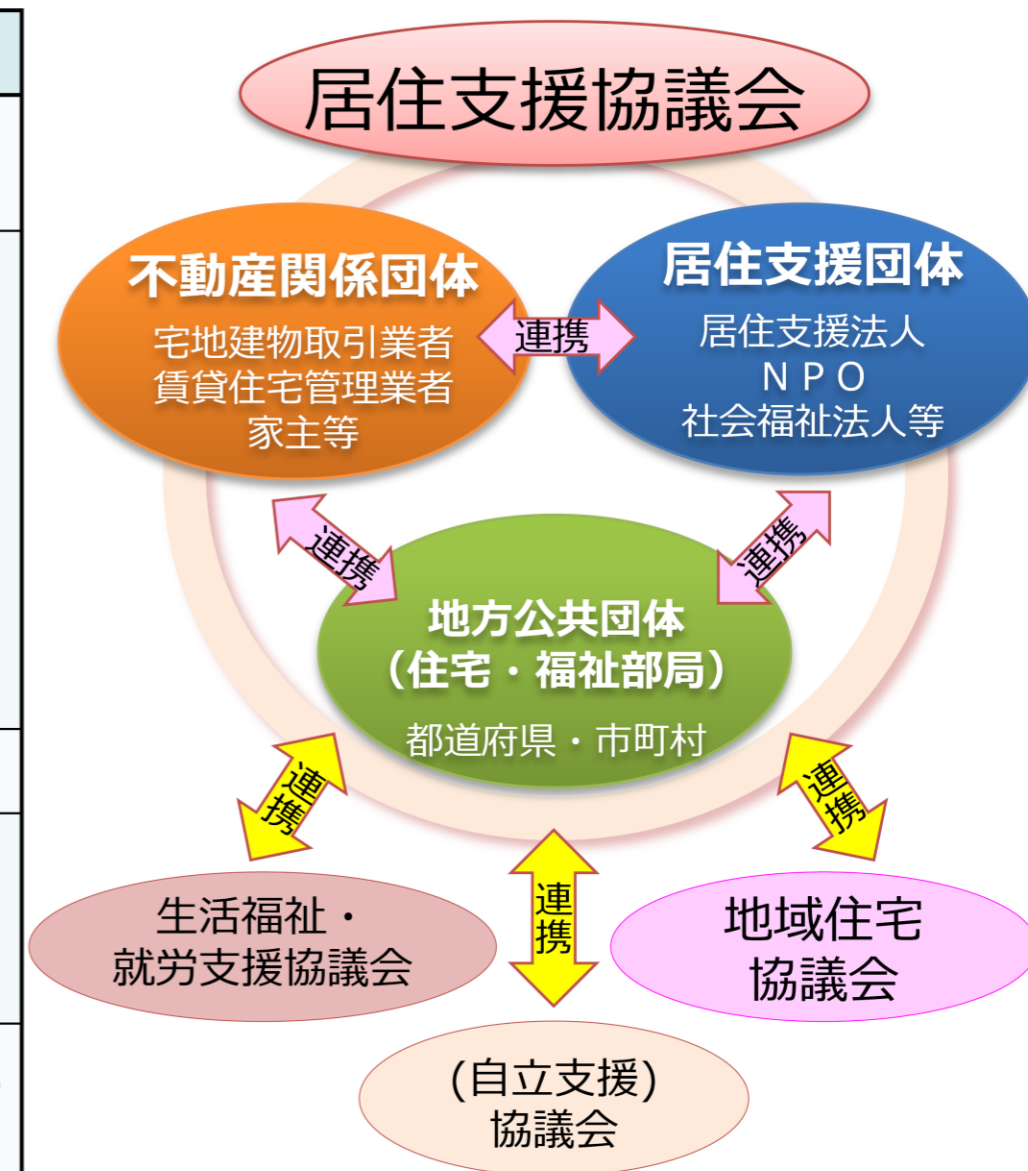 居住支援協議会
不動産関係団体
宅地建物取引業者
賃貸住宅管理業者
家主等
連携
居住支援団体
居住支援法人
ＮＰＯ
社会福祉法人等
連携
連携
地方公共団体
（住宅・福祉部局）
都道府県・市町村
連携
連携
連携
生活福祉・
就労支援協議会
地域住宅
協議会
(自立支援)
協議会